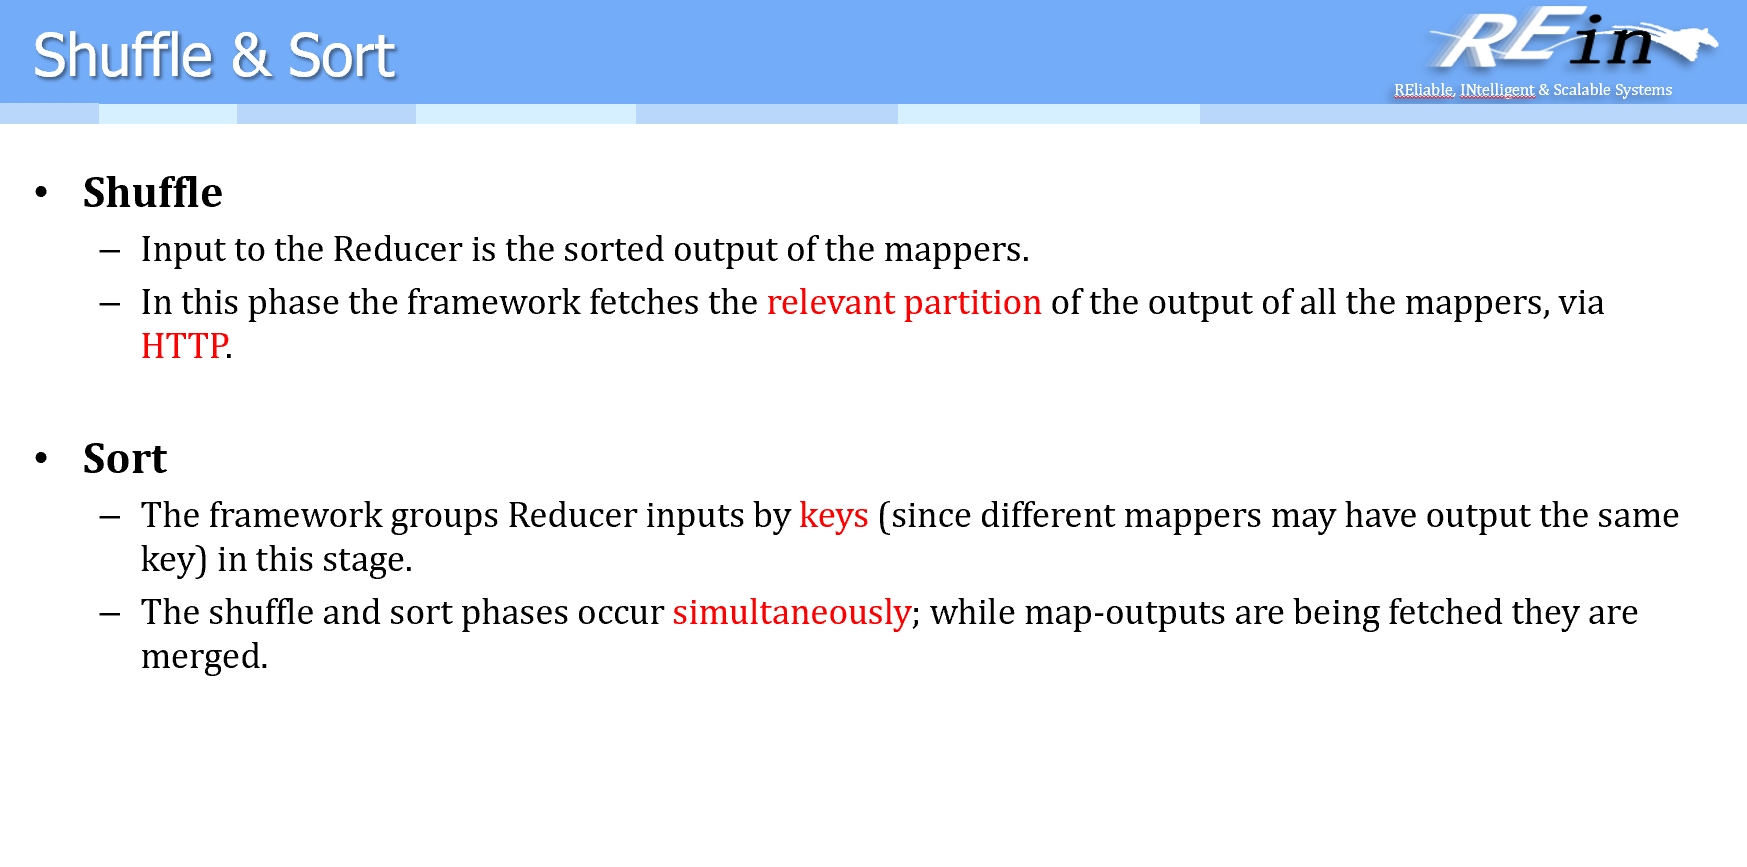 Shuffle & Sort
REin
REliable, INtelligent & Scalable Systems
• Shuffle
– Input to the Reducer is the sorted output of the mappers.
– In this phase the framework fetches the relevant partition of the output of all the mappers, via
HTTP.
• Sort
– The framework groups Reducer inputs by keys (since different mappers may have output the same
key) in this stage.
– The shuffle and sort phases occur simultaneously; while map-outputs are being fetched they are
merged.